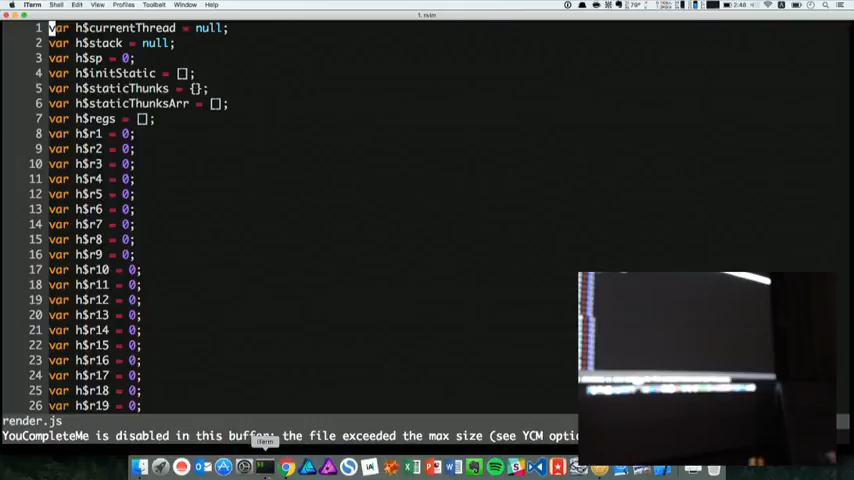 iTerm Shell Edit View Profiles Toolbelt Window Help
79° 2:48
1. nvim
1 var h$currentThread = null;
2 var h$stack = null;
3 var h$sp = 0;
4 var h$initStatic = [];
5 var h$staticThunks = {};
6 var h$staticThunksArr = [];
7 var h$regs = [];
8 var h$r1 = 0;
9 var h$r2 = 0;
10 var h$r3 = 0;
11 var h$r4 = 0;
12 var h$r5 = 0;
13 var h$r6 = 0;
14 var h$r7 = 0;
15 var h$r8 = 0;
16 var h$r9 = 0;
17 var h$r10 = 0;
18 var h$r11 = 0;
19 var h$r12 = 0;
20 var h$r13 = 0;
21 var h$r14 = 0;
22 var h$r15 = 0;
23 var h$r16 = 0;
24 var h$r17 = 0;
25 var h$r18 = 0;
26 var h$r19 = 0;
render.js
YouCompleteMe is disabled in this buffer; the file exceeded the max size (see YCM optio
iTerm